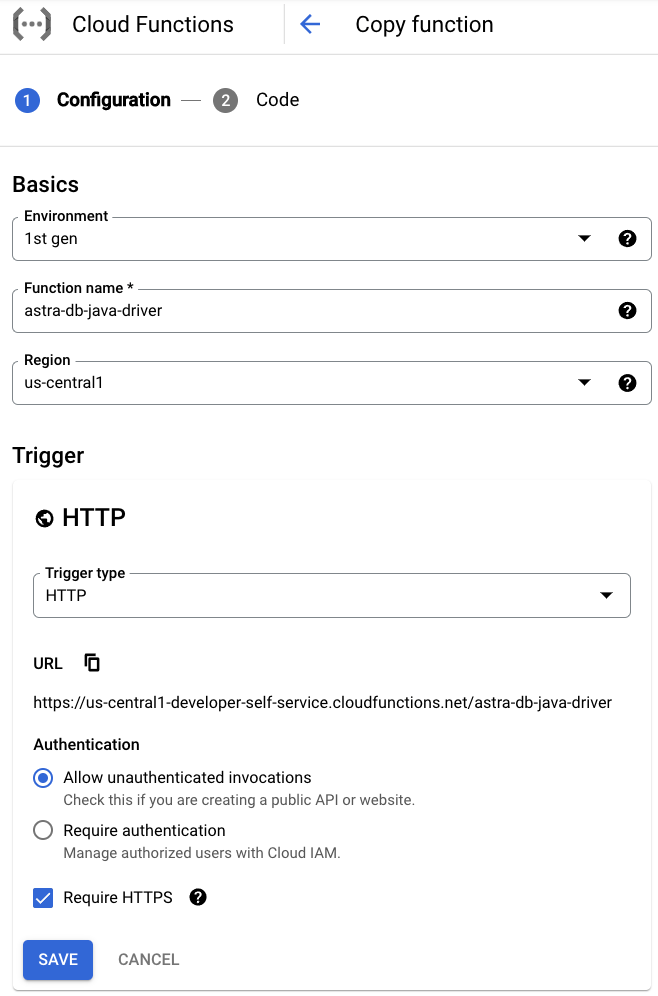 Cloud Functions
Copy function
1 Configuration — 2 Code
Basics
Environment
1st gen
Function name *
astra-db-java-driver
Region
us-central1
Trigger
HTTP
Trigger type
HTTP
URL
https://us-central1-developer-self-service.cloudfunctions.net/astra-db-java-driver
Authentication
Allow unauthenticated invocations
Check this if you are creating a public API or website.
Require authentication
Manage authorized users with Cloud IAM.
Require HTTPS
SAVE CANCEL